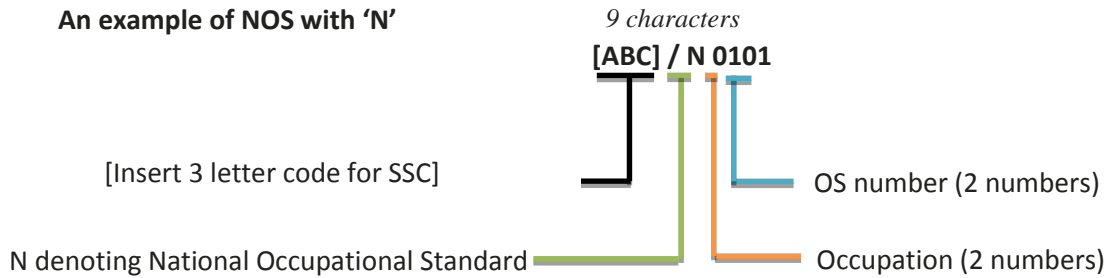 An example of NOS with ‘N’
9 characters
[ABC] / N 0101
[Insert 3 letter code for SSC]
OS number (2 numbers)
N denoting National Occupational Standard
Occupation (2 numbers)